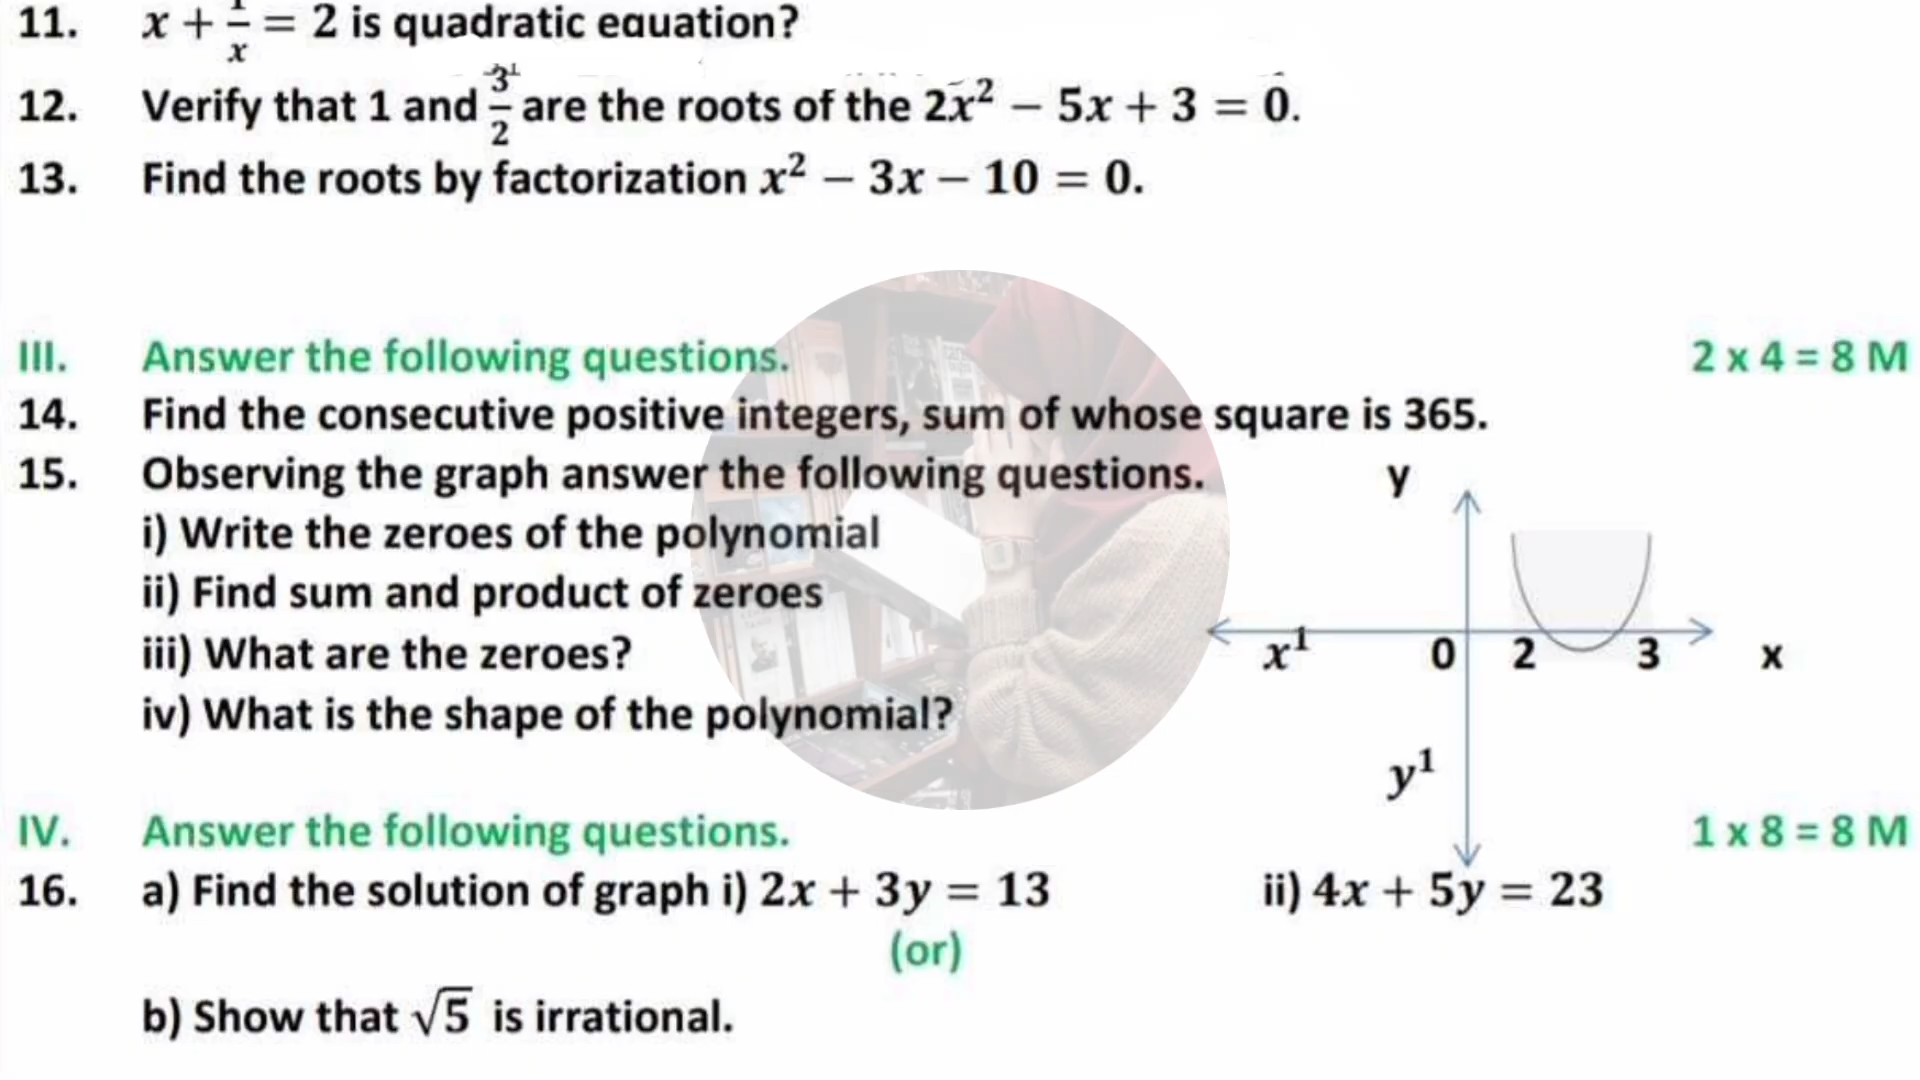 11. x + 1/x = 2 is quadratic equation?
12. Verify that 1 and 3/2 are the roots of the 2x² − 5x + 3 = 0.
13. Find the roots by factorization x² − 3x − 10 = 0.
III. Answer the following questions. 2 x 4 = 8 M
14. Find the consecutive positive integers, sum of whose square is 365.
15. Observing the graph answer the following questions.
i) Write the zeroes of the polynomial
ii) Find sum and product of zeroes
iii) What are the zeroes?
iv) What is the shape of the polynomial?
y
x¹ 0 2 3 x
y¹
IV. Answer the following questions. 1 x 8 = 8 M
16. a) Find the solution of graph i) 2x + 3y = 13 ii) 4x + 5y = 23
(or)
b) Show that √5 is irrational.